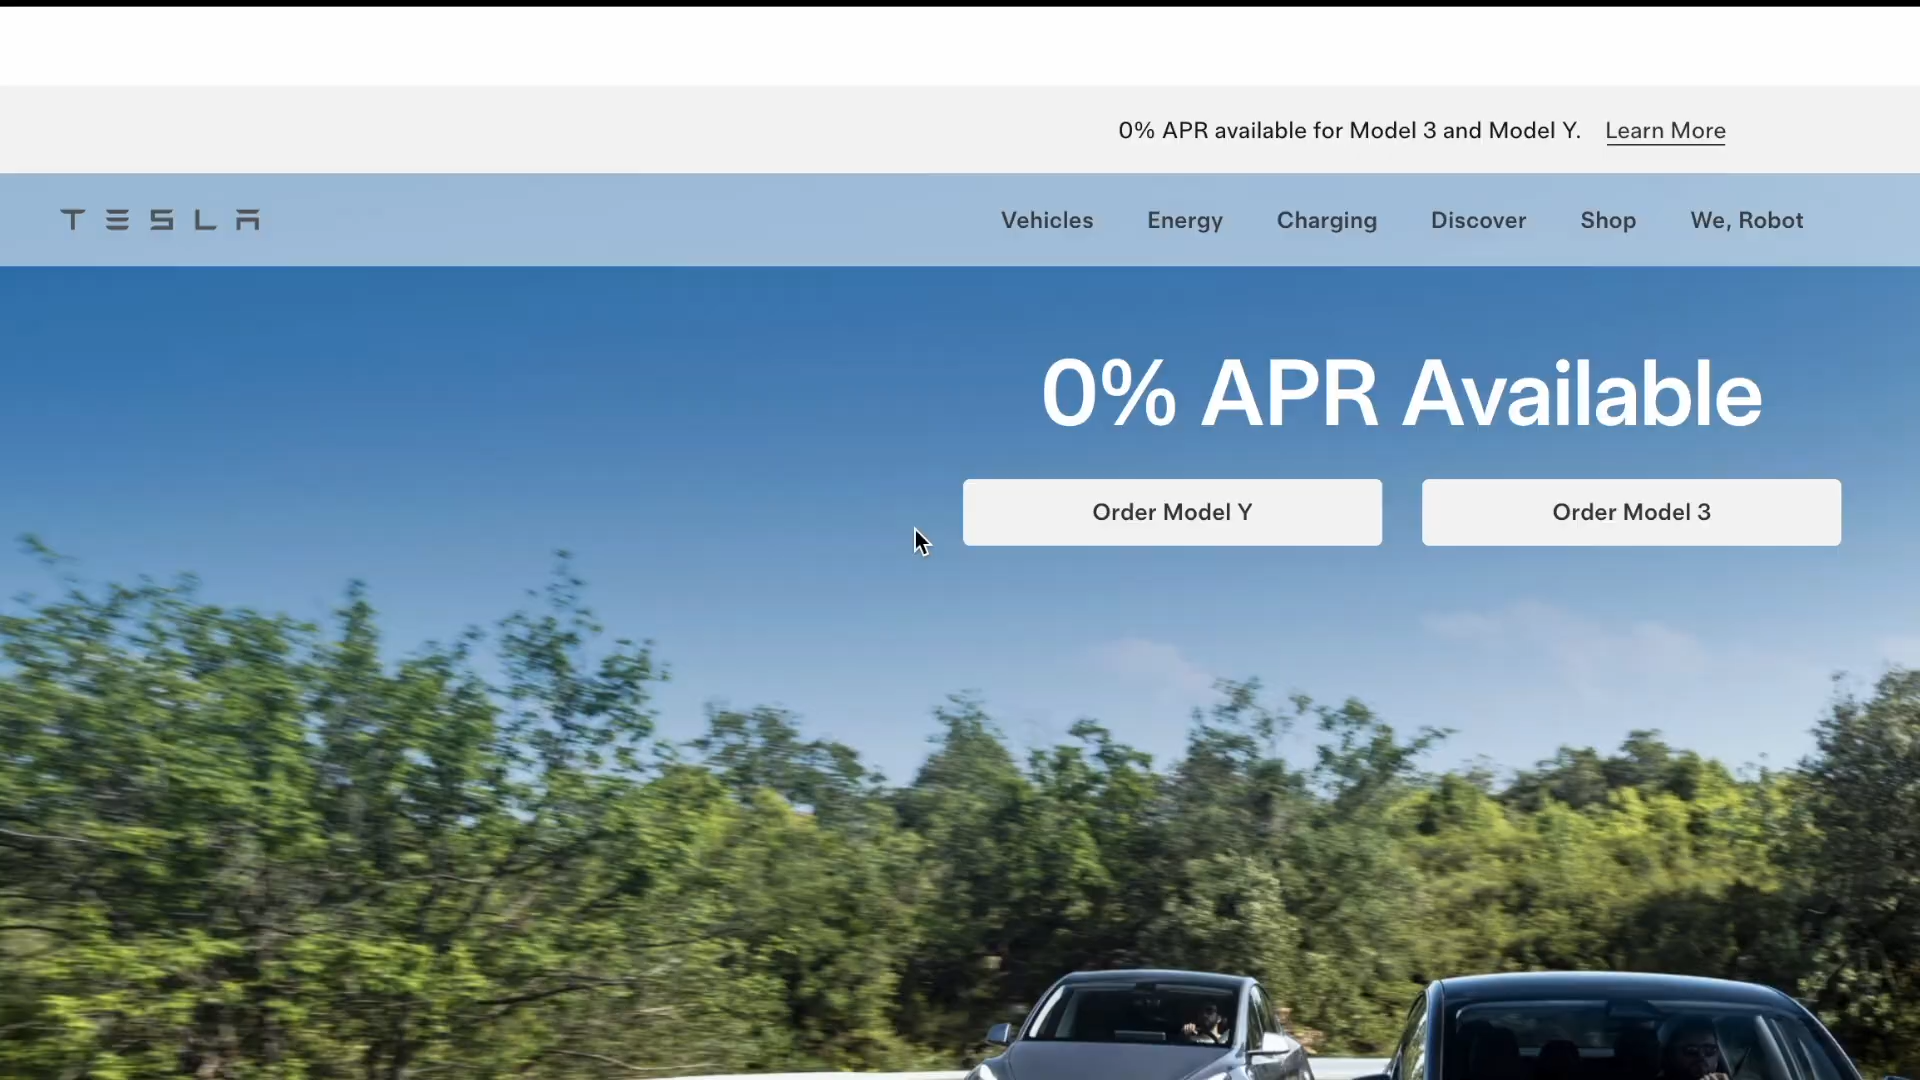 0% APR available for Model 3 and Model Y. Learn More
TESLA Vehicles Energy Charging Discover Shop We, Robot
0% APR Available
Order Model Y Order Model 3